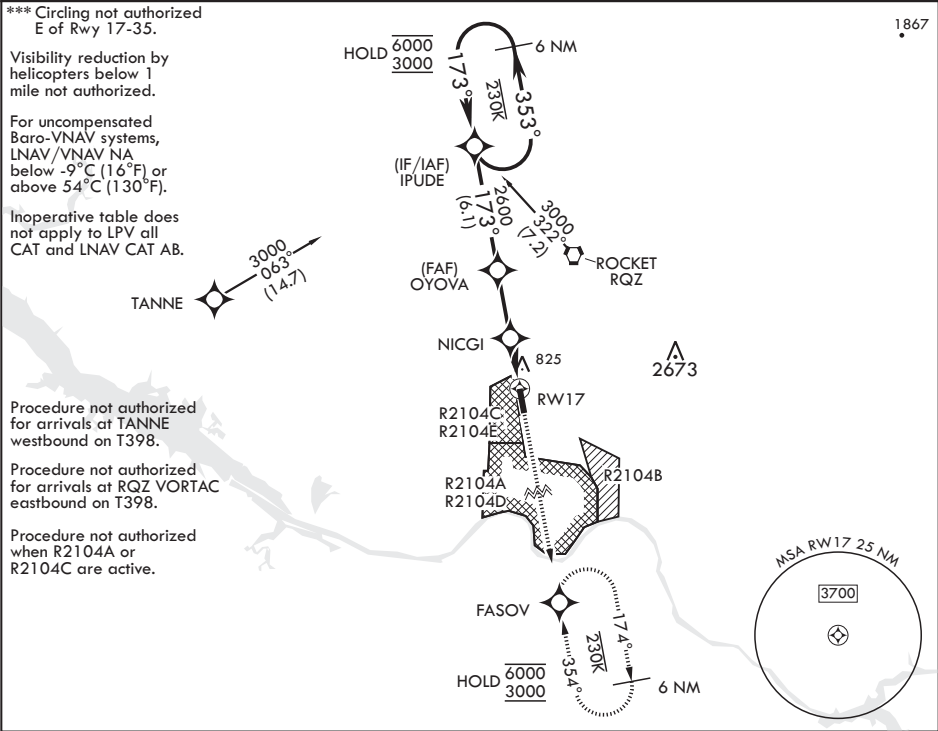 *** Circling not authorized
E of Rwy 17-35.
Visibility reduction by
helicopters below 1
mile not authorized.
For uncompensated
Baro-VNAV systems,
LNAV/VNAV NA
below -9°C (16°F) or
above 54°C (130°F).
Inoperative table does
not apply to LPV all
CAT and LNAV CAT AB.
Procedure not authorized
for arrivals at TANNE
westbound on T398.
Procedure not authorized
for arrivals at RQZ VORTAC
eastbound on T398.
Procedure not authorized
when R2104A or
R2104C are active.
1867
HOLD 6000
3000
6 NM
173°
230K
353°
(IF/IAF)
IPUDE
2600
173°
(6.1)
3000
322°
(7.2)
ROCKET
RQZ
3000
063°
(14.7)
TANNE
(FAF)
OYOVA
NICGI
825
2673
RW17
R2104C
R2104E
R2104A
R2104D
R2104B
FASOV
174°
230K
354°
HOLD 6000
3000
6 NM
MSA RW17 25 NM
3700